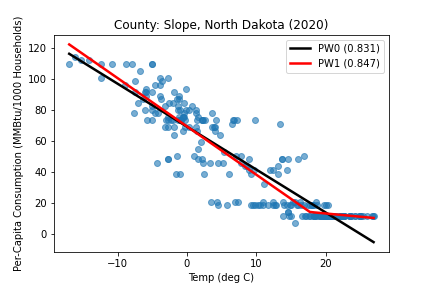 County: Slope, North Dakota (2020)
PW0 (0.831)
PW1 (0.847)
Per-Capita Consumption (MMBtu/1000 Households)
120
100
80
60
40
20
0
−10
0
10
20
Temp (deg C)